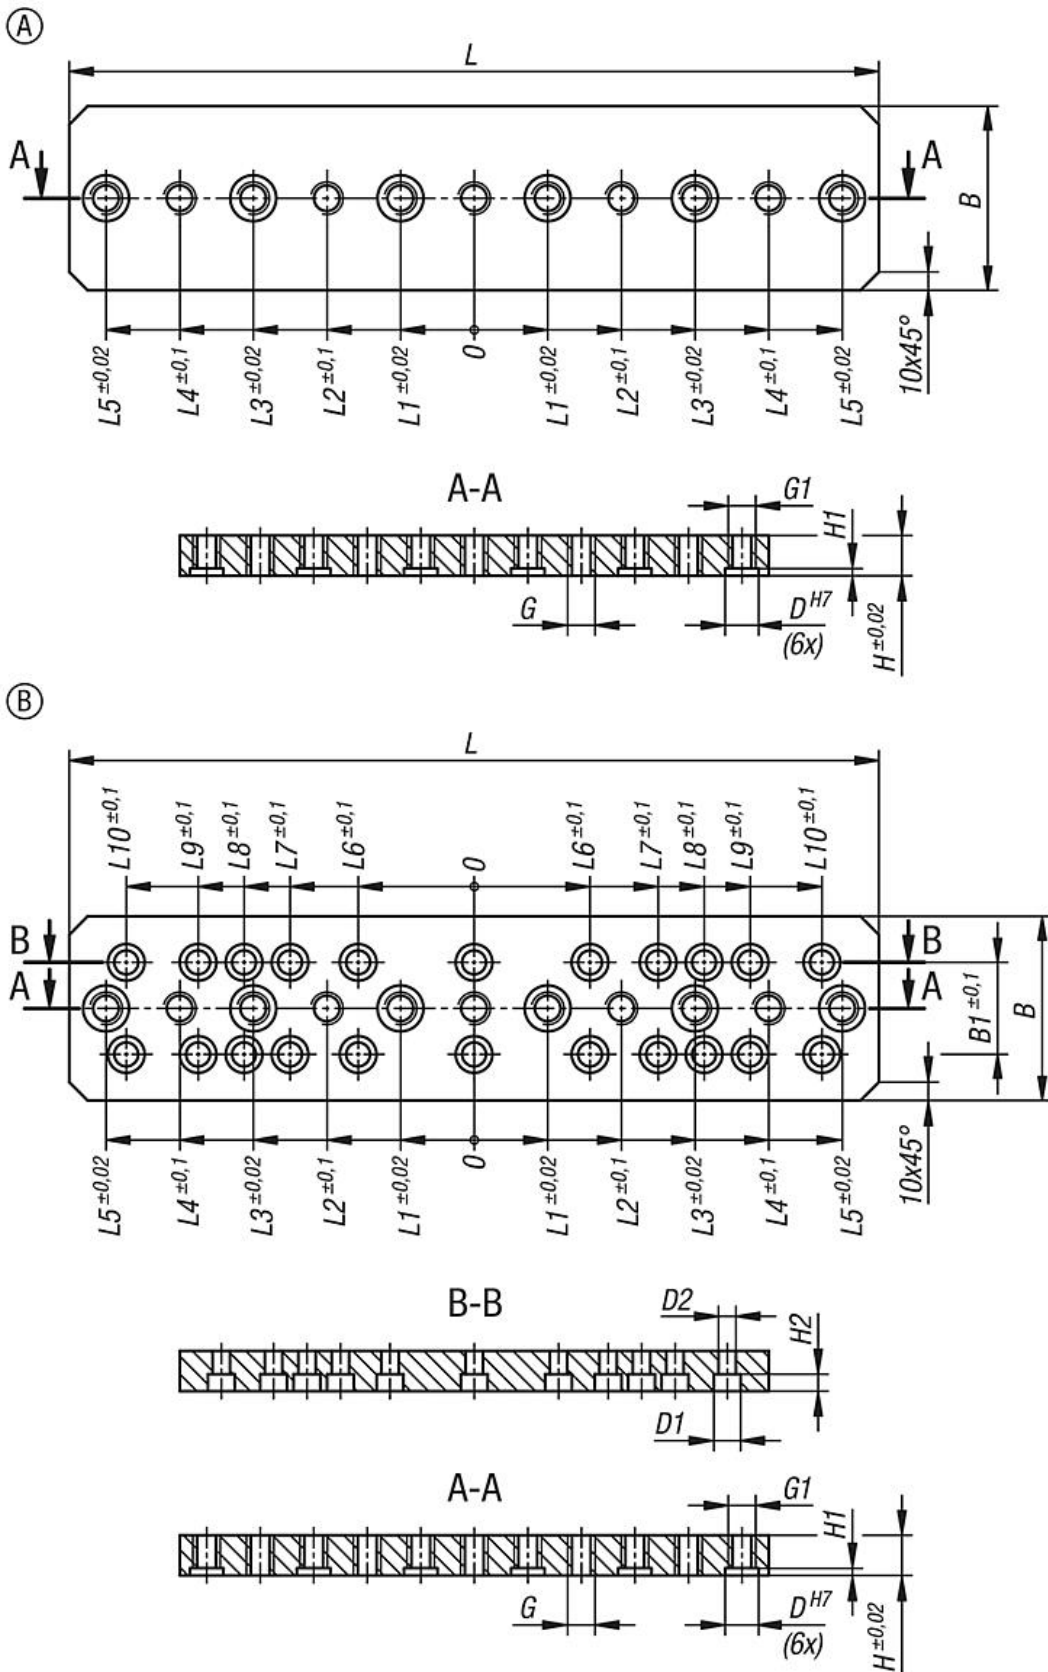 A
L
A A
B
10x45°
L5±0,02 L4±0,1 L3±0,02 L2±0,1 L1±0,02 0 L1±0,02 L2±0,1 L3±0,02 L4±0,1 L5±0,02
A-A
G1
H1
G
D H7
(6x)
H±0,02
B
L
L10±0,1 L9±0,1 L8±0,1 L7±0,1 L6±0,1 0 L6±0,1 L7±0,1 L8±0,1 L9±0,1 L10±0,1
B B
A A
B1±0,1
B
10x45°
L5±0,02 L4±0,1 L3±0,02 L2±0,1 L1±0,02 0 L1±0,02 L2±0,1 L3±0,02 L4±0,1 L5±0,02
B-B
D2
H2
D1
A-A
G1
H1
G
D H7
(6x)
H±0,02